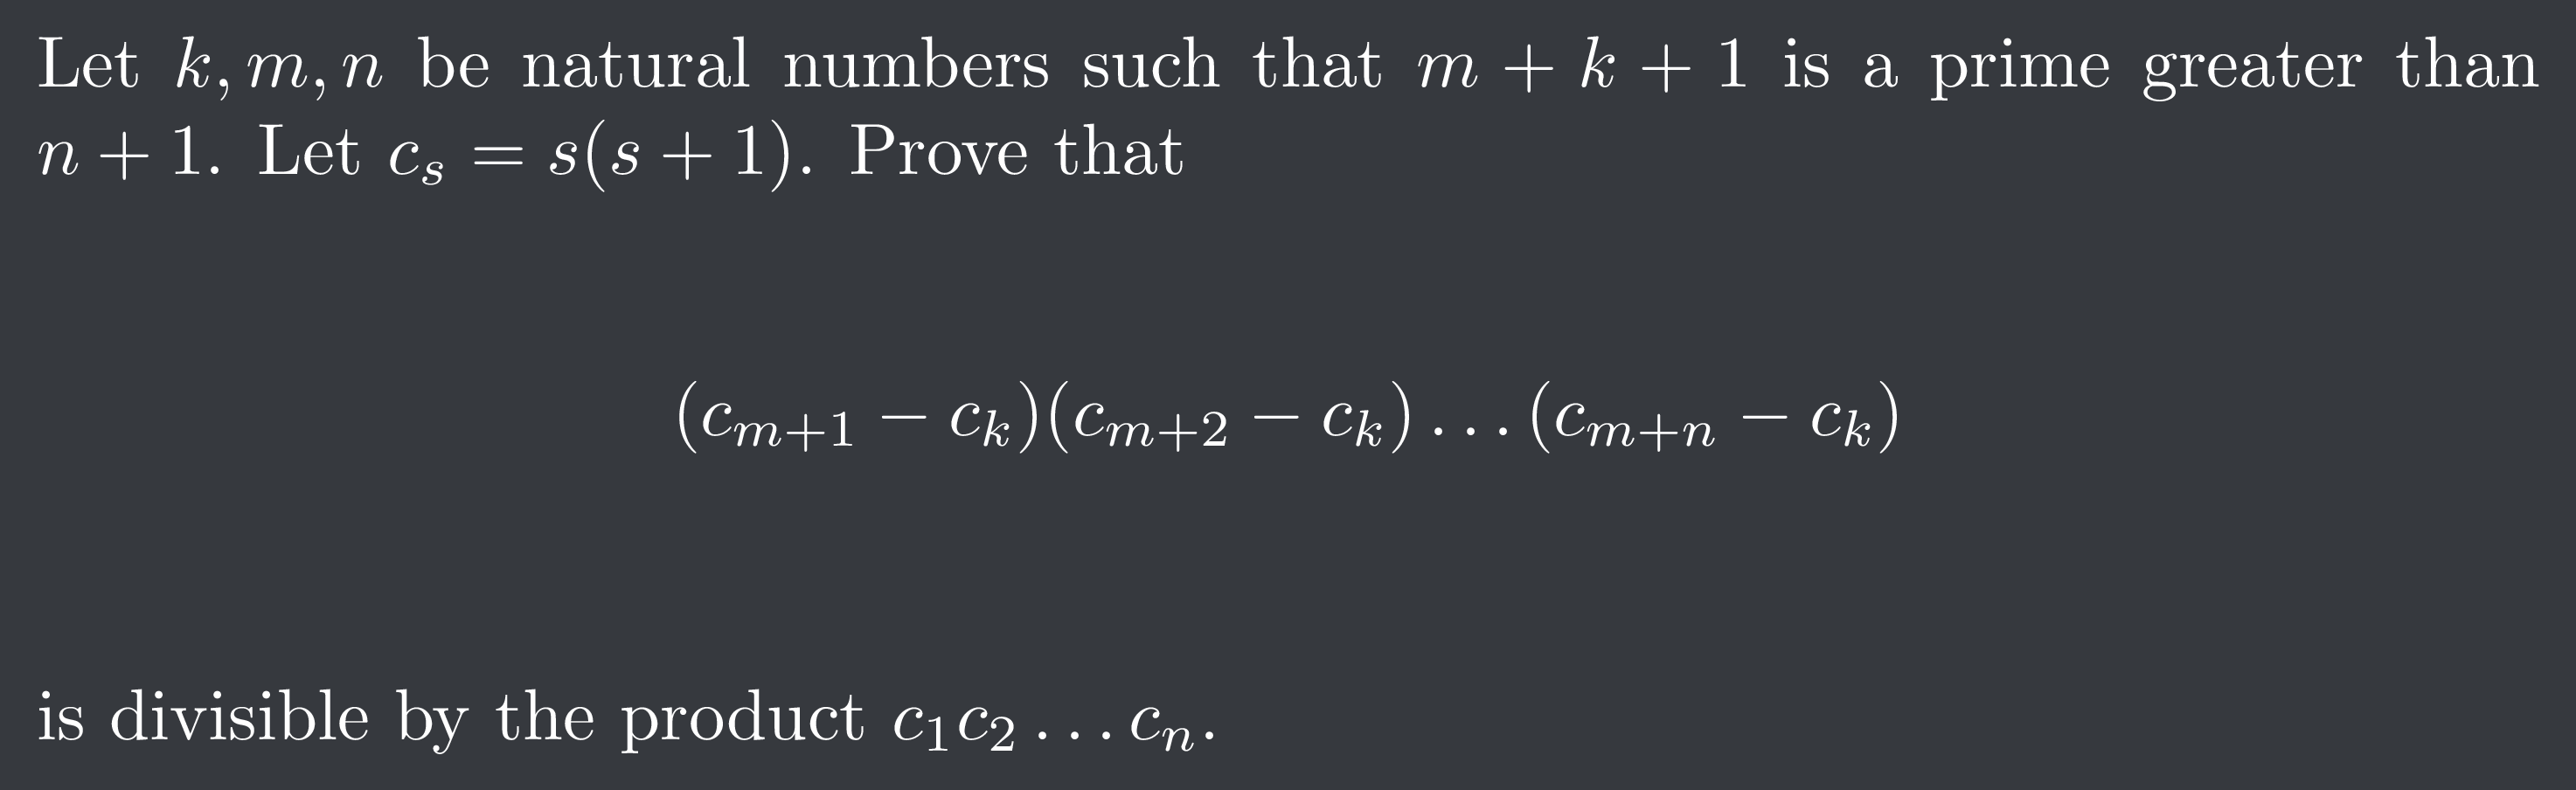 Let k, m, n be natural numbers such that m + k + 1 is a prime greater than
n + 1. Let c_s = s(s + 1). Prove that
(c_{m+1} − c_k)(c_{m+2} − c_k) . . . (c_{m+n} − c_k)
is divisible by the product c_1c_2 . . . c_n.